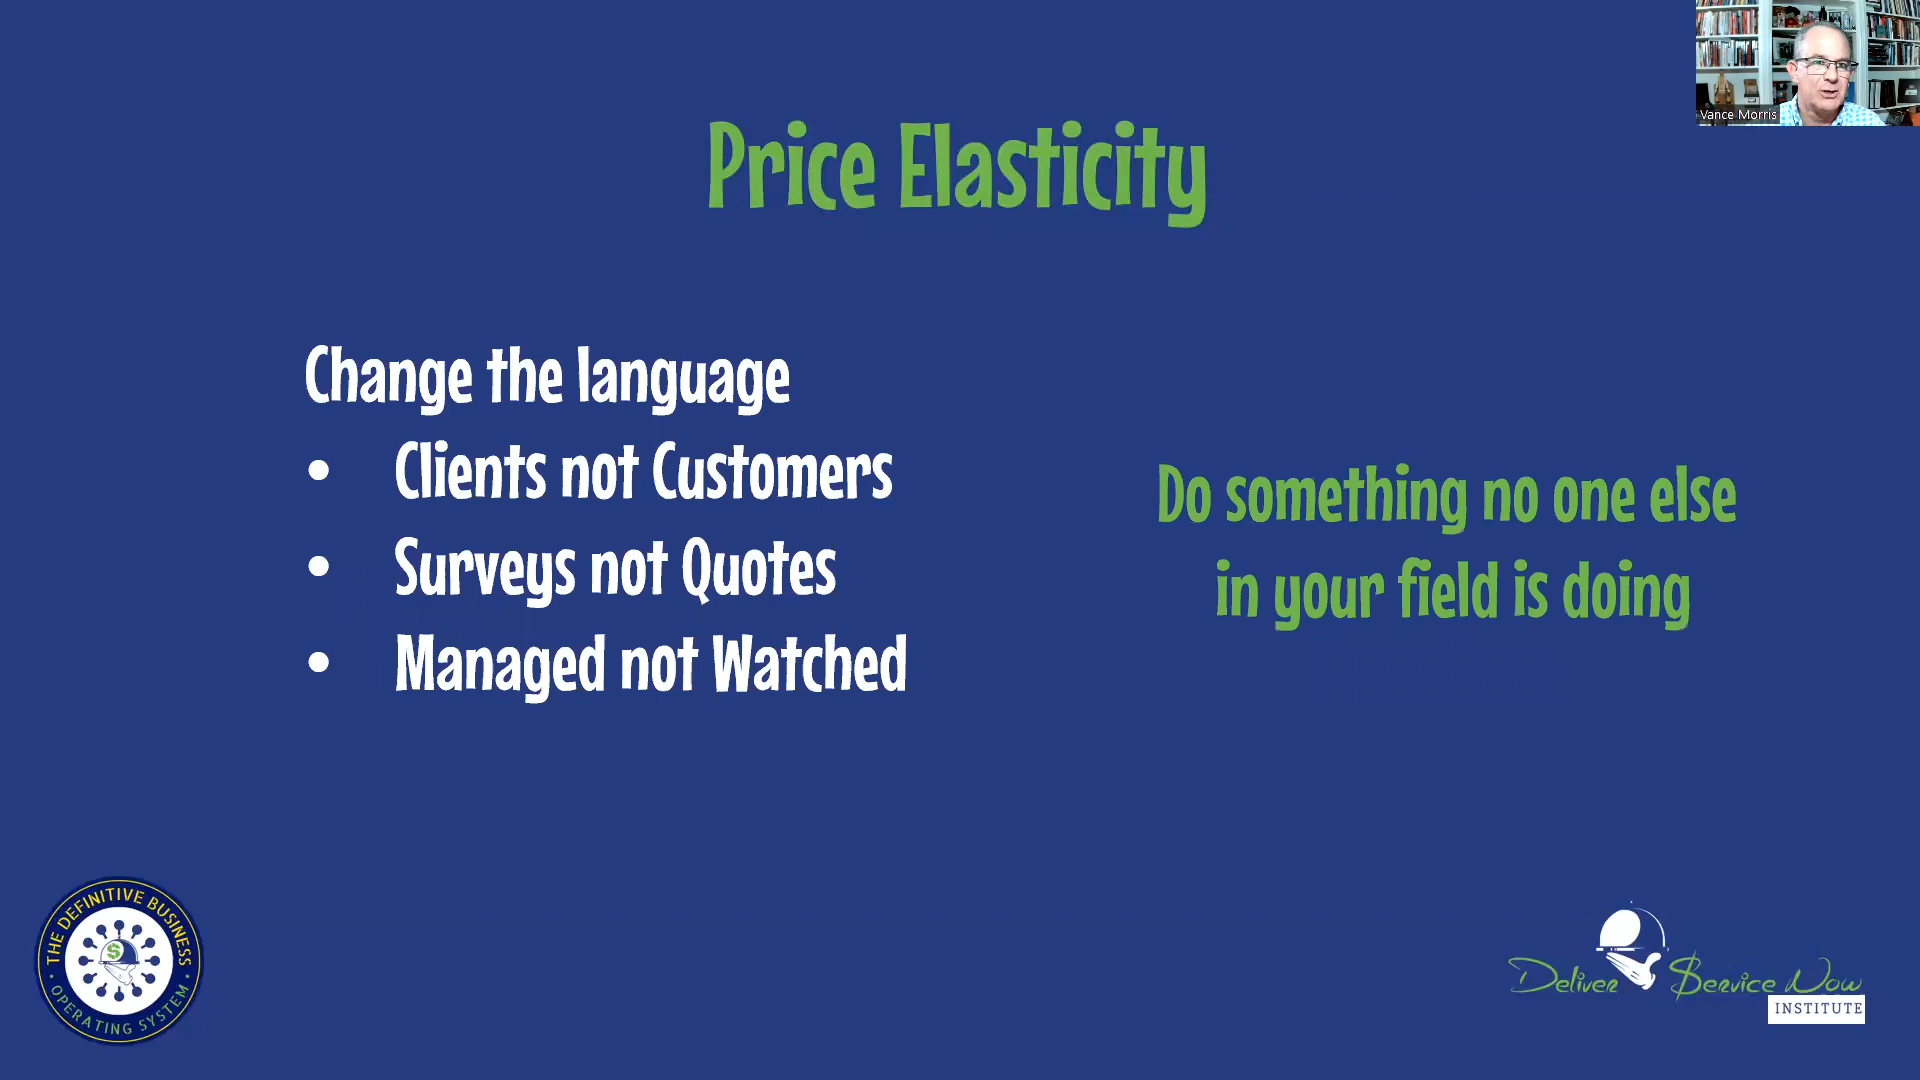 Vance Morris
Price Elasticity
Change the language
• Clients not Customers
• Surveys not Quotes
• Managed not Watched
Do something no one else
in your field is doing
THE DEFINITIVE BUSINESS
• OPERATING SYSTEM •
$
Deliver $ervice Now
INSTITUTE